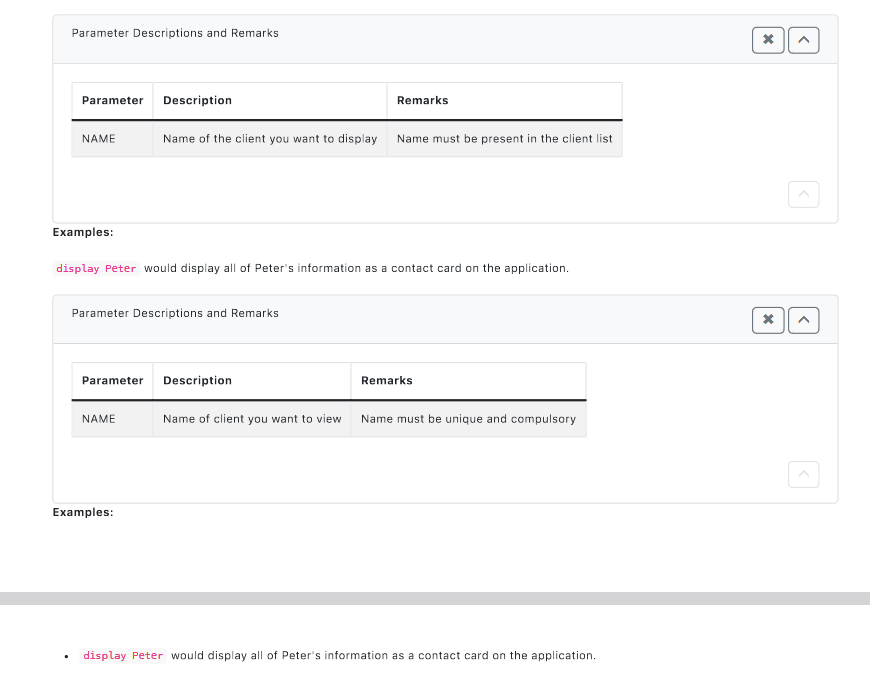 Parameter Descriptions and Remarks
Parameter Description Remarks
NAME Name of the client you want to display Name must be present in the client list
Examples:
display Peter would display all of Peter's information as a contact card on the application.
Parameter Descriptions and Remarks
Parameter Description Remarks
NAME Name of client you want to view Name must be unique and compulsory
Examples:
• display Peter would display all of Peter's information as a contact card on the application.